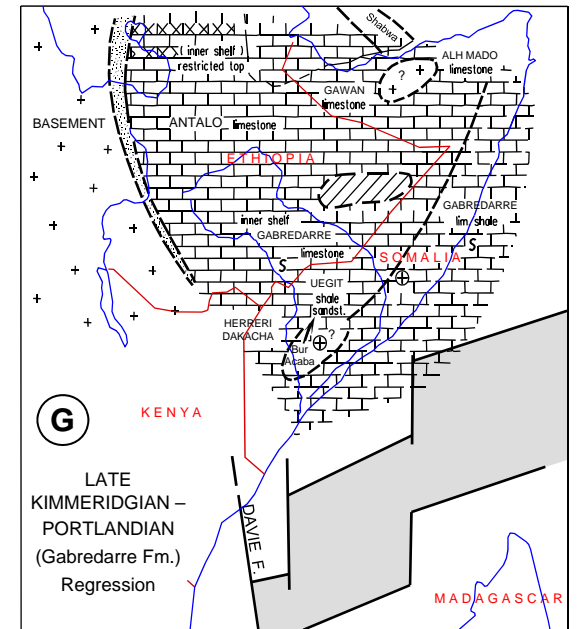 Shabwa
( inner shelf )
restricted top
ALH MADO
limestone
?
GAWAN
limestone
BASEMENT
ANTALO limestone
ETHIOPIA
GABREDARRE
lim. shale
inner shelf
GABREDARRE
limestone
S
S
SOMALIA
UEGIT
shale
sandst.
HERRERI
DAKACHA
?
Bur
Acaba
KENYA
G
LATE
KIMMERIDGIAN –
PORTLANDIAN
(Gabredarre Fm.)
Regression
DAVIE F.
MADAGASCAR